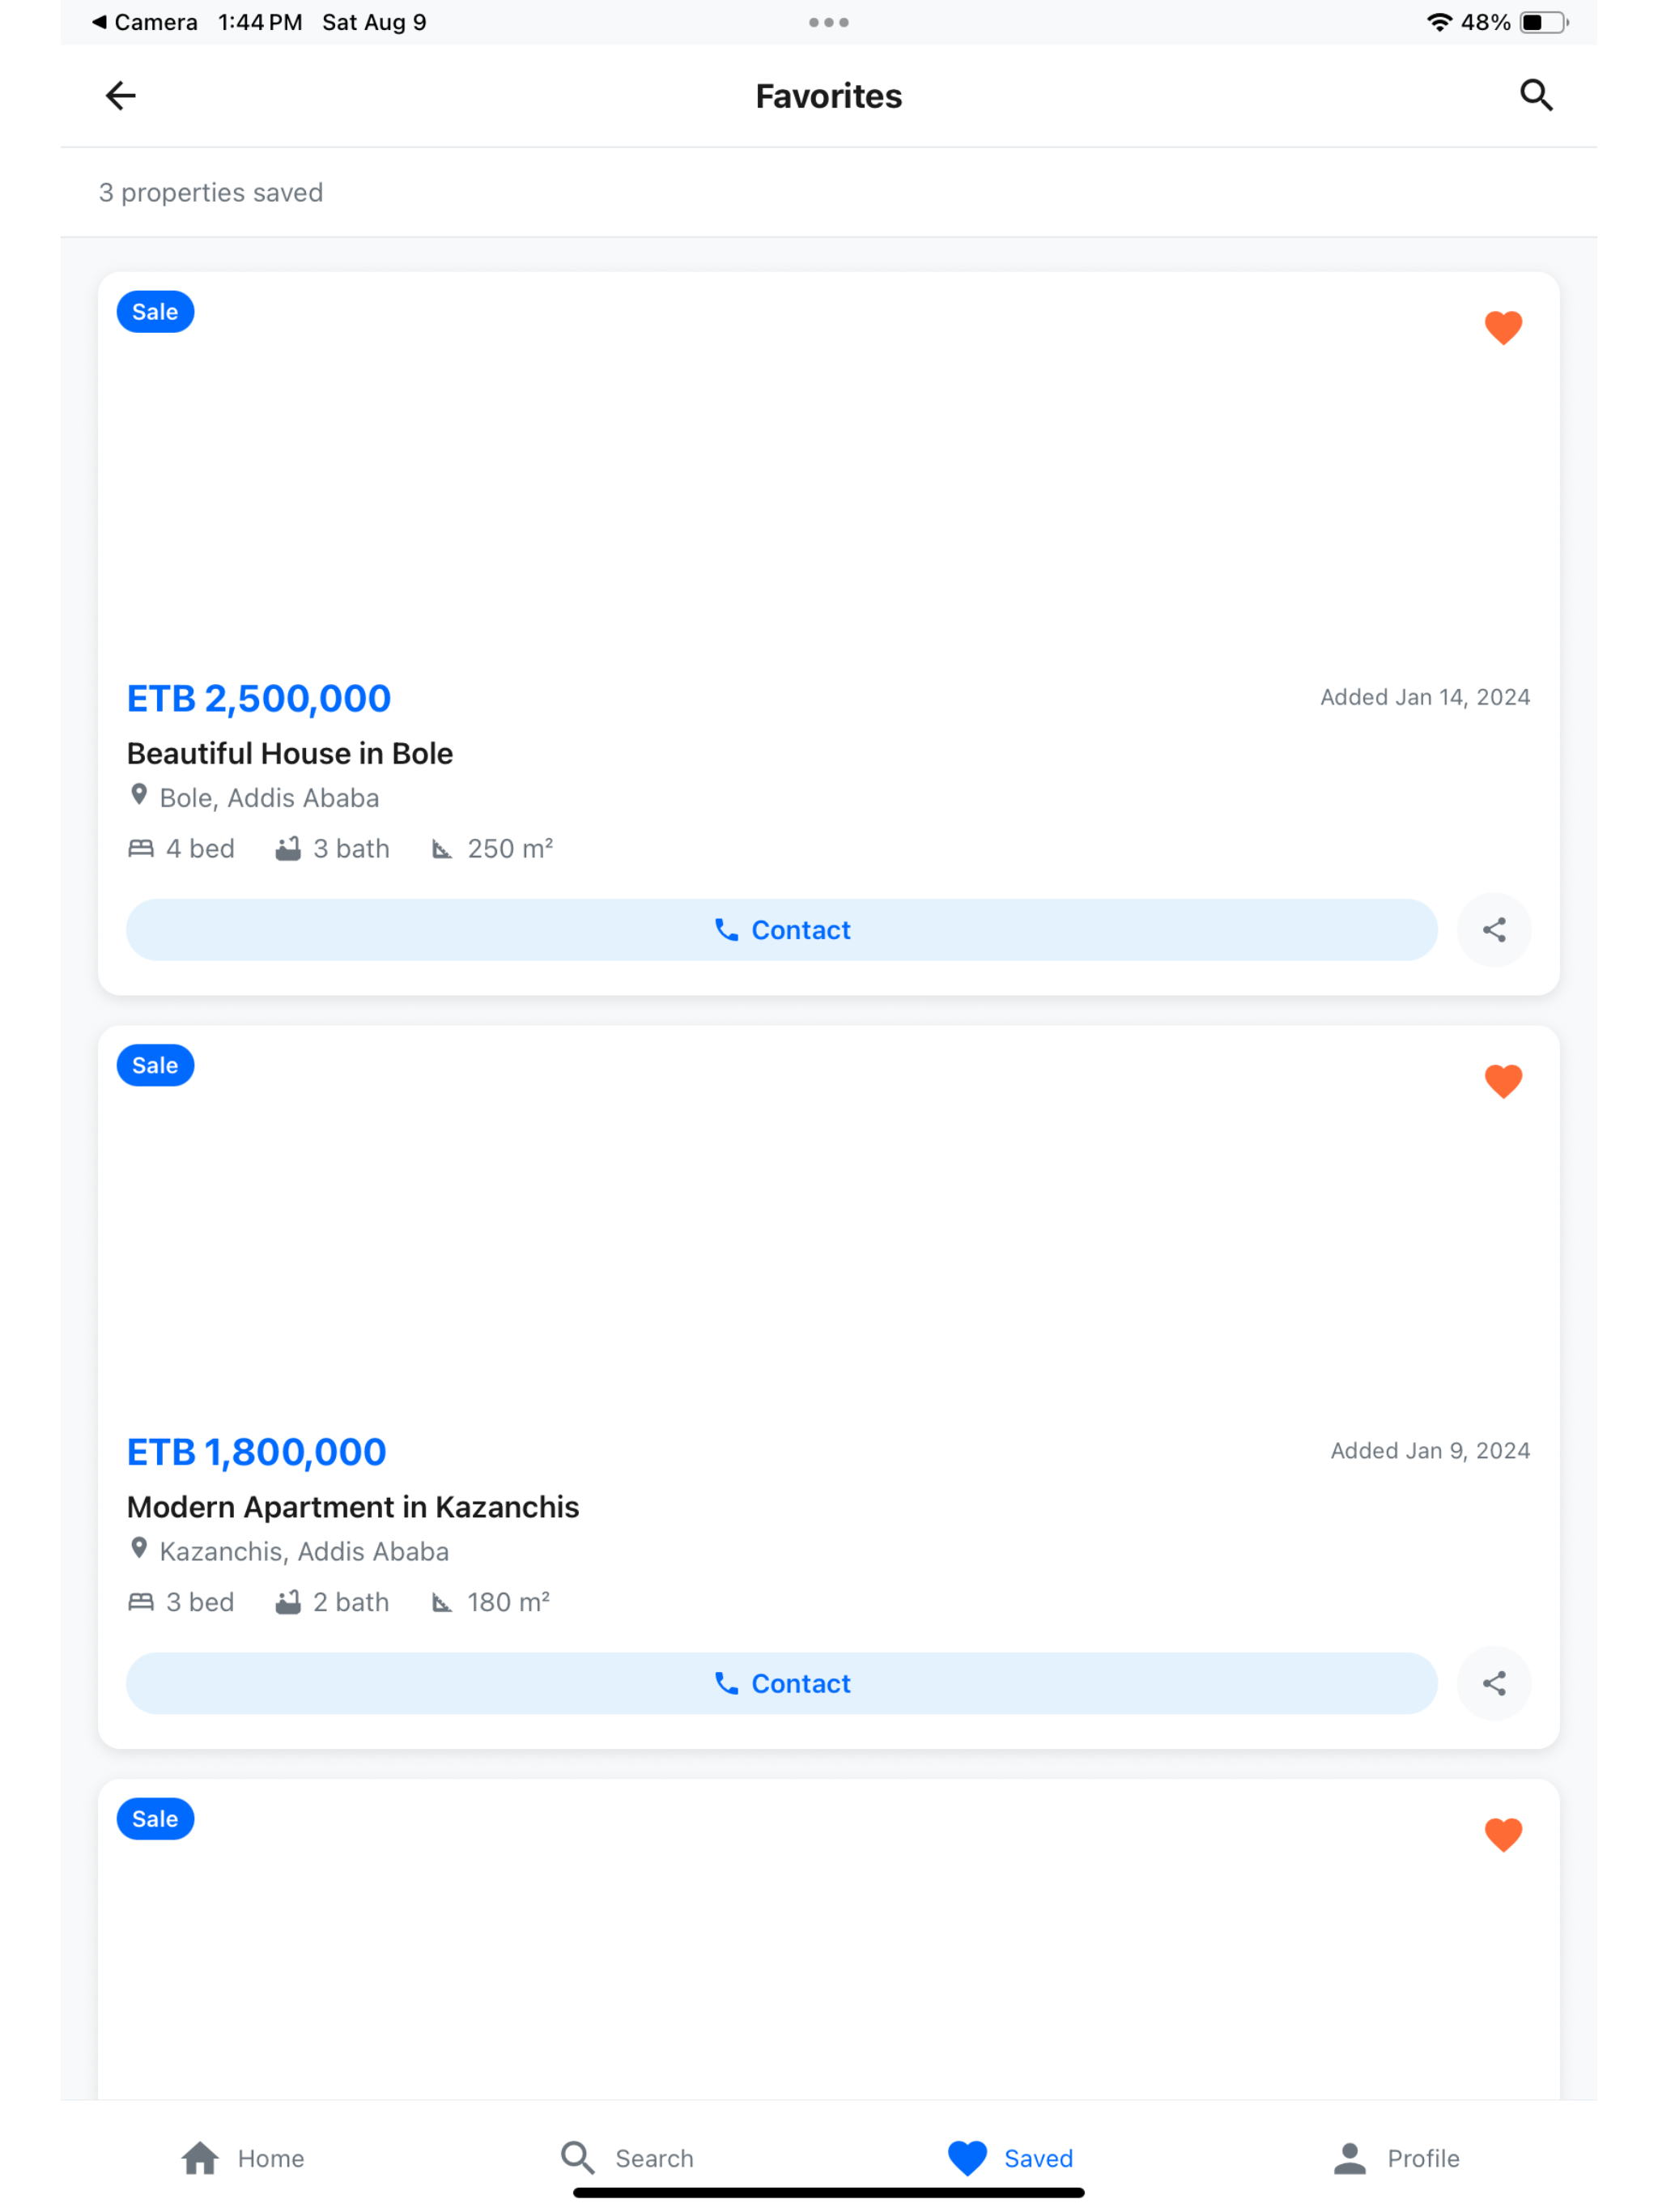 Camera 1:44 PM Sat Aug 9 48%
Favorites
3 properties saved
Sale
ETB 2,500,000 Added Jan 14, 2024
Beautiful House in Bole
Bole, Addis Ababa
4 bed 3 bath 250 m²
Contact
Sale
ETB 1,800,000 Added Jan 9, 2024
Modern Apartment in Kazanchis
Kazanchis, Addis Ababa
3 bed 2 bath 180 m²
Contact
Sale
Home Search Saved Profile